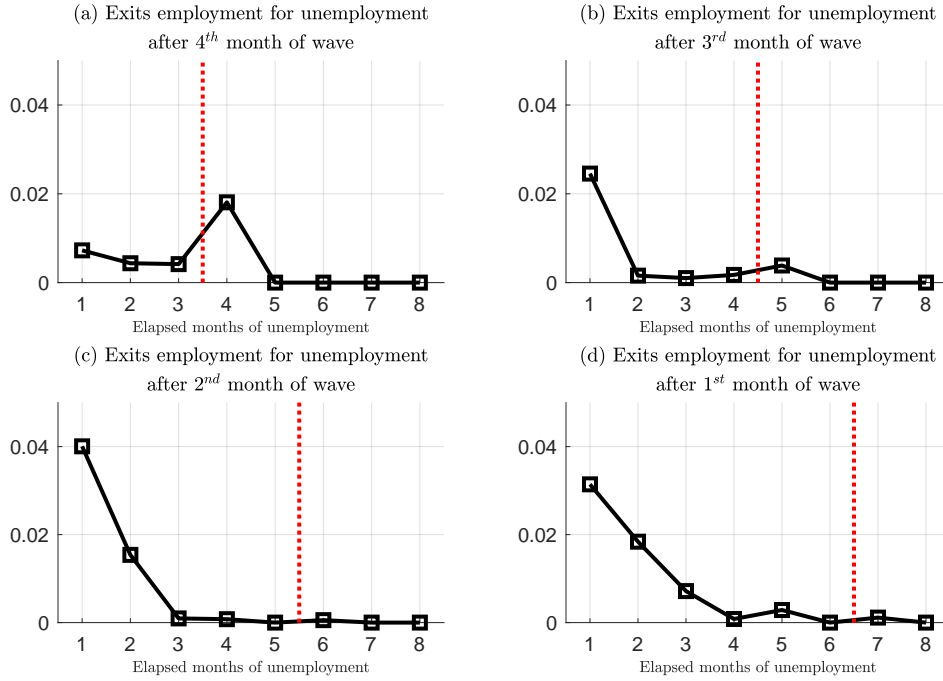 (a) Exits employment for unemployment
after 4th month of wave
0.04
0.02
0
1 2 3 4 5 6 7 8
Elapsed months of unemployment
(b) Exits employment for unemployment
after 3rd month of wave
0.04
0.02
0
1 2 3 4 5 6 7 8
Elapsed months of unemployment
(c) Exits employment for unemployment
after 2nd month of wave
0.04
0.02
0
1 2 3 4 5 6 7 8
Elapsed months of unemployment
(d) Exits employment for unemployment
after 1st month of wave
0.04
0.02
0
1 2 3 4 5 6 7 8
Elapsed months of unemployment